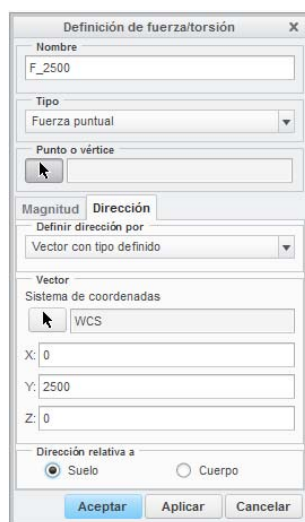 Definición de fuerza/torsión X
Nombre
F_2500
Tipo
Fuerza puntual
Punto o vértice
Magnitud Dirección
Definir dirección por
Vector con tipo definido
Vector
Sistema de coordenadas
WCS
X: 0
Y: 2500
Z: 0
Dirección relativa a
Suelo Cuerpo
Aceptar Aplicar Cancelar